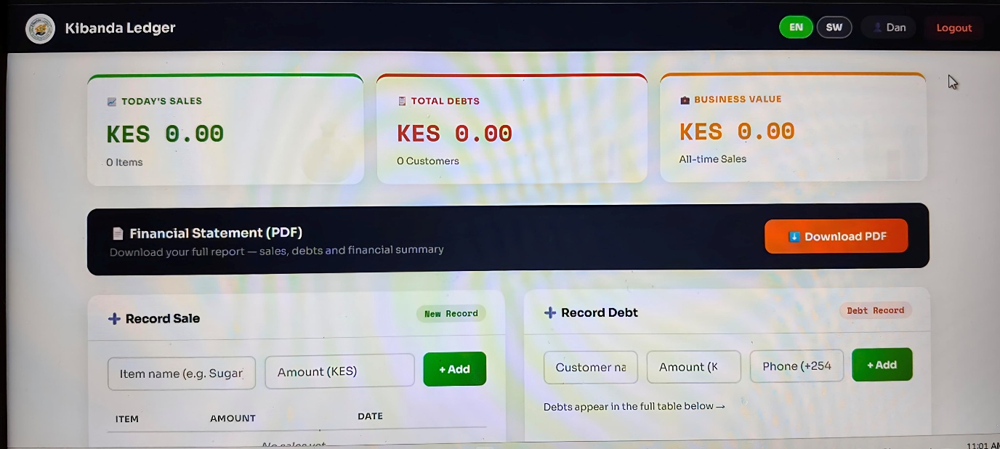 Kibanda Ledger
EN
SW
Dan
Logout
TODAY'S SALES
KES 0.00
0 Items
TOTAL DEBTS
KES 0.00
0 Customers
BUSINESS VALUE
KES 0.00
All-time Sales
Financial Statement (PDF)
Download your full report — sales, debts and financial summary
Download PDF
Record Sale
New Record
Item name (e.g. Sugar
Amount (KES)
+ Add
ITEM AMOUNT DATE
No sales yet
Record Debt
Debt Record
Customer na
Amount (K
Phone (+254
+ Add
Debts appear in the full table below →
11:01 AM